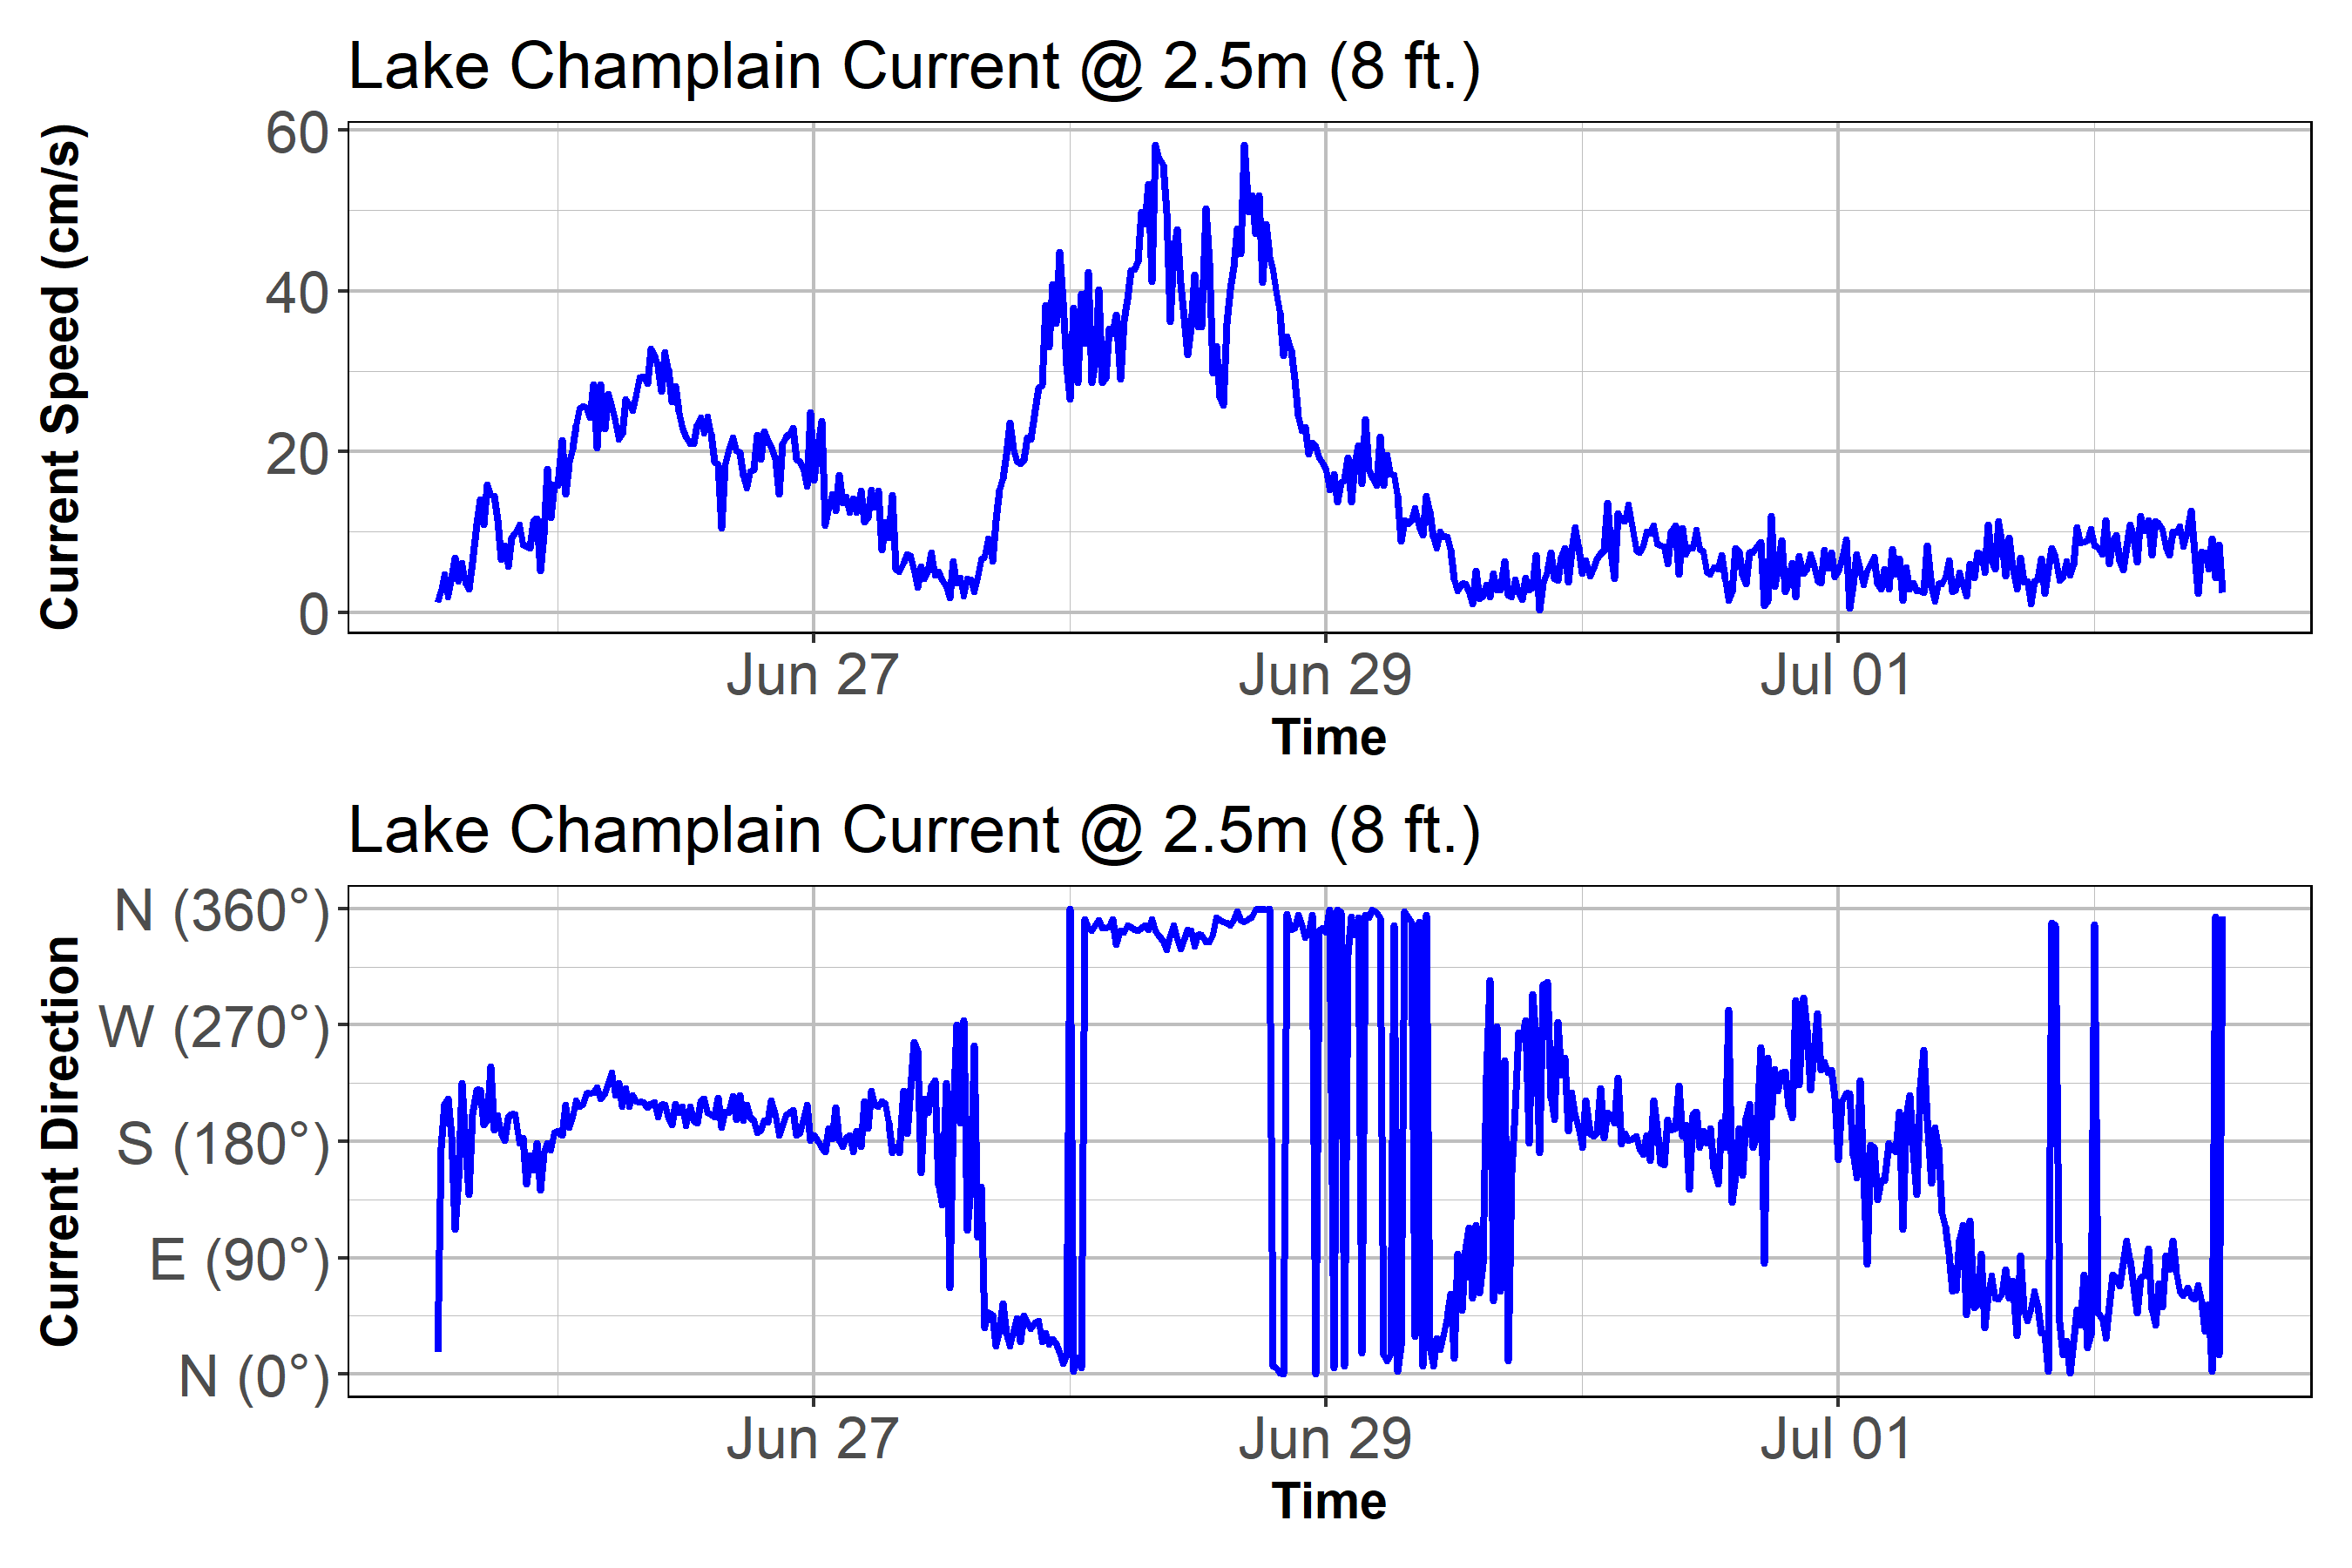 Lake Champlain Current @ 2.5m (8 ft.)
Current Speed (cm/s)
60
40
20
0
Jun 27 Jun 29 Jul 01
Time
Lake Champlain Current @ 2.5m (8 ft.)
Current Direction
N (360°)
W (270°)
S (180°)
E (90°)
N (0°)
Jun 27 Jun 29 Jul 01
Time